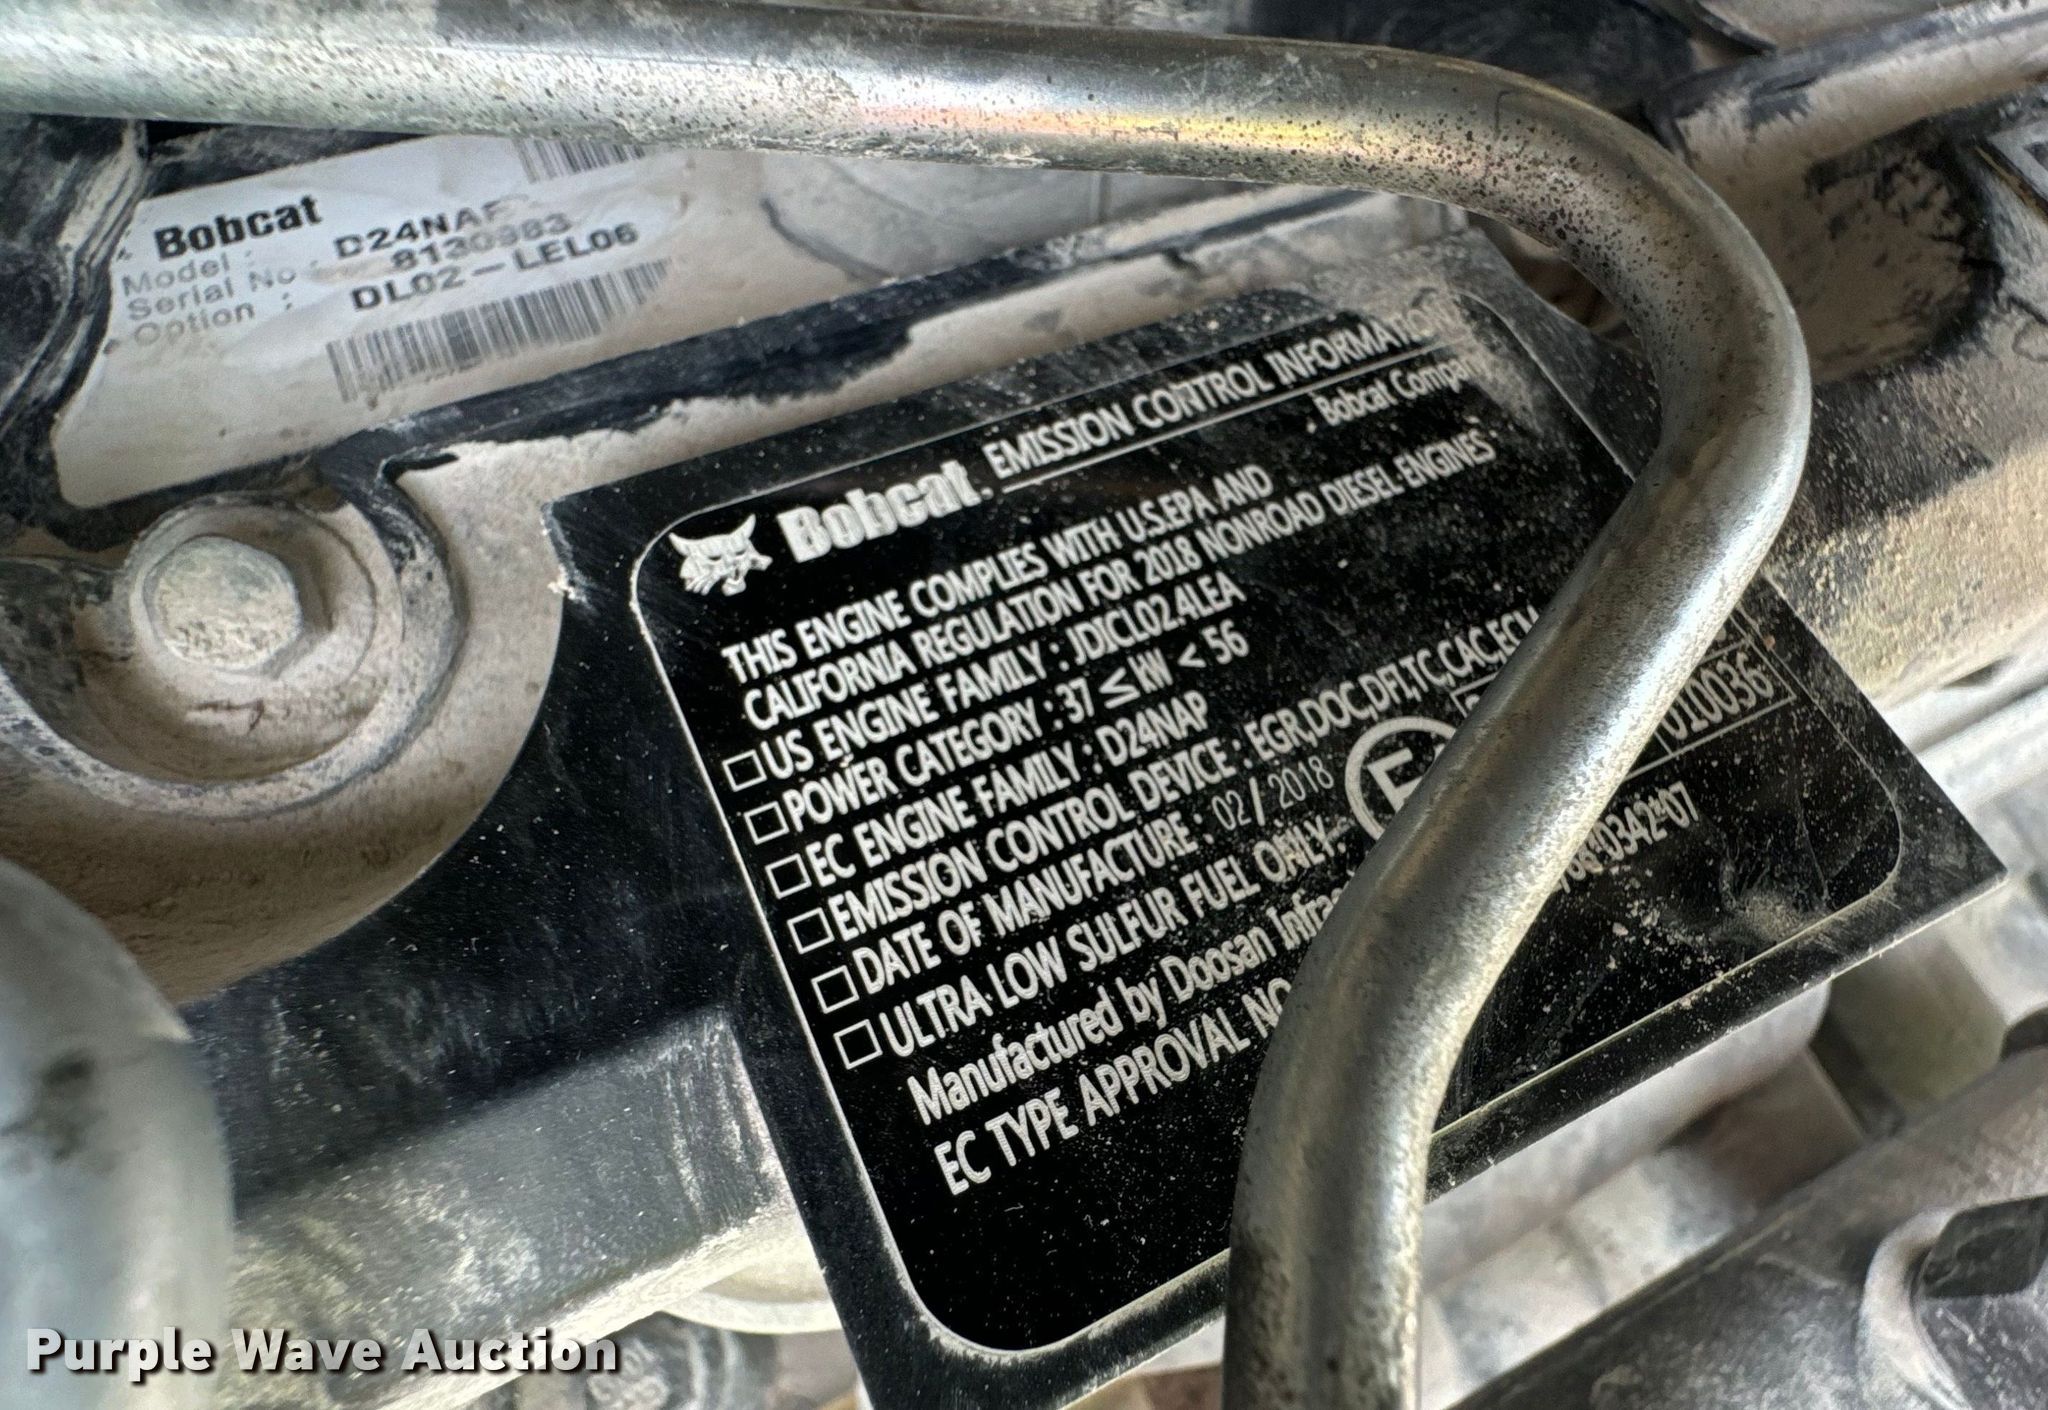 Bobcat
Model : D24NAP
Serial No :
Option : DL02-LEL06
Bobcat. EMISSION CONTROL INFORMATION
Bobcat Company
THIS ENGINE COMPLIES WITH U.S.EPA AND
CALIFORNIA REGULATION FOR 2018 NONROAD DIESEL ENGINES
US ENGINE FAMILY : JDICL02.4LEA
POWER CATEGORY : 37 ≤ kW < 56
EC ENGINE FAMILY : D24NAP
EMISSION CONTROL DEVICE : EGR,DOC,DFI,TC,CAC,ECM
DATE OF MANUFACTURE : 02/ 2018
ULTRA LOW SULFUR FUEL ONLY.
Manufactured by Doosan
EC TYPE APPROVAL NO
010036
0342*07
Purple Wave Auction